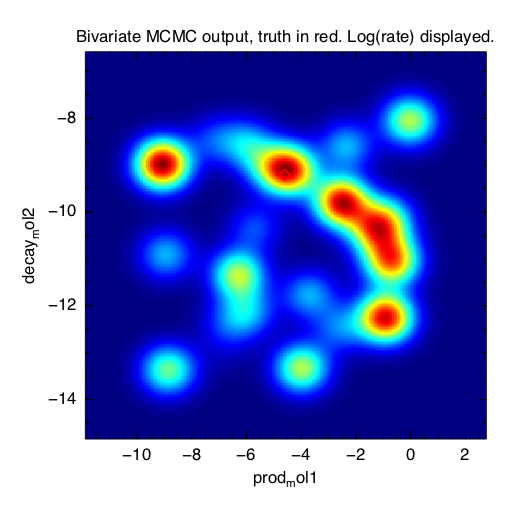 Bivariate MCMC output, truth in red. Log(rate) displayed.
−8
−10
−12
−14
decay_mol2
−10 −8 −6 −4 −2 0 2
prod_mol1